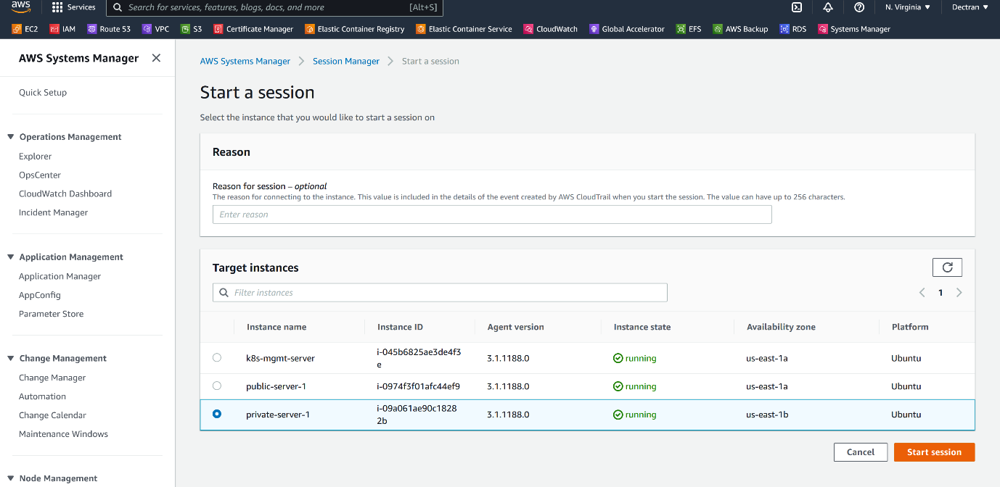 aws Services Search for services, features, blogs, docs, and more [Alt+S] N. Virginia ▼ Dectran ▼
EC2 IAM Route 53 VPC S3 Certificate Manager Elastic Container Registry Elastic Container Service CloudWatch Global Accelerator EFS AWS Backup RDS Systems Manager
AWS Systems Manager
Quick Setup
Operations Management
Explorer
OpsCenter
CloudWatch Dashboard
Incident Manager
Application Management
Application Manager
AppConfig
Parameter Store
Change Management
Change Manager
Automation
Change Calendar
Maintenance Windows
Node Management
AWS Systems Manager > Session Manager > Start a session
Start a session
Select the instance that you would like to start a session on
Reason
Reason for session – optional
The reason for connecting to the instance. This value is included in the details of the event created by AWS CloudTrail when you start the session. The value can have up to 256 characters.
Enter reason
Target instances
Filter instances
1
Instance name Instance ID Agent version Instance state Availability zone Platform
k8s-mgmt-server i-045b6825ae3de4f3 3.1.1188.0 running us-east-1a Ubuntu
e
public-server-1 i-0974f3f01afc44ef9 3.1.1188.0 running us-east-1a Ubuntu
private-server-1 i-09a061ae90c1828 3.1.1188.0 running us-east-1b Ubuntu
2b
Cancel Start session